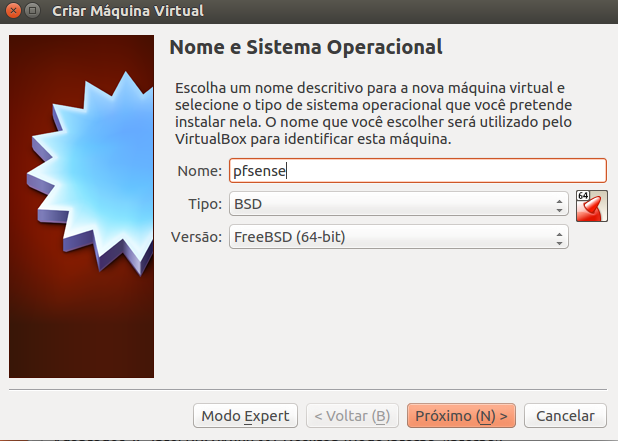 Criar Máquina Virtual
Nome e Sistema Operacional
Escolha um nome descritivo para a nova máquina virtual e
selecione o tipo de sistema operacional que você pretende
instalar nela. O nome que você escolher será utilizado pelo
VirtualBox para identificar esta máquina.
Nome: pfsense
Tipo: BSD
64
Versão: FreeBSD (64-bit)
Modo Expert < Voltar (B) Próximo (N) > Cancelar